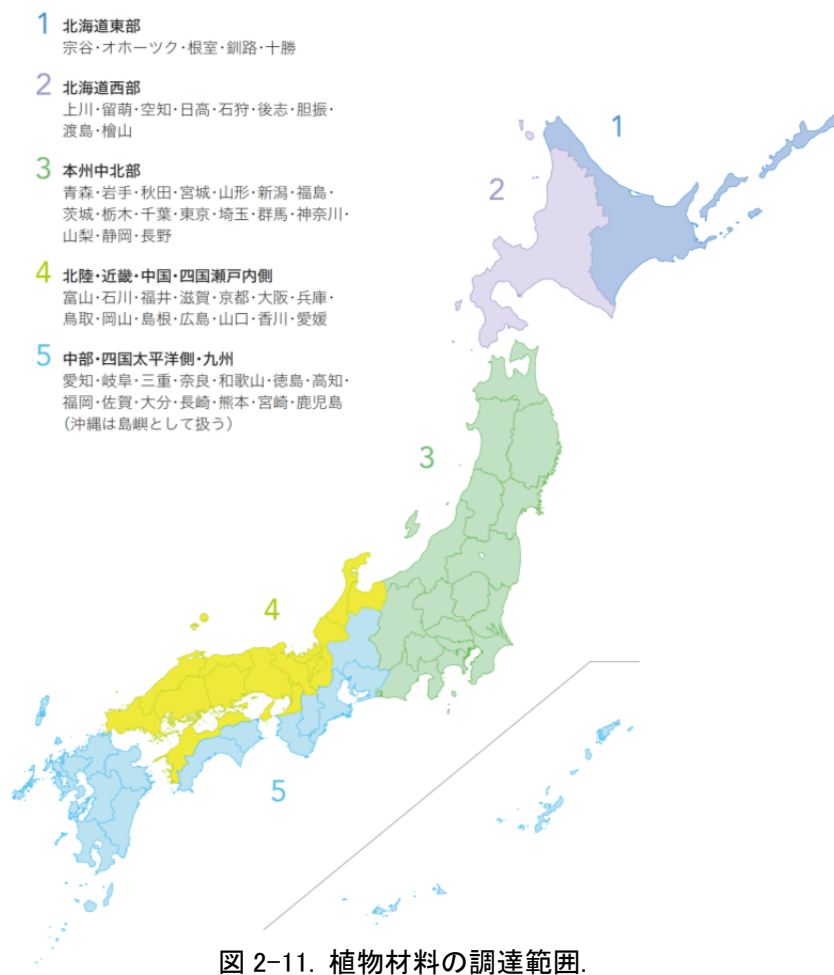 1 北海道東部
宗谷・オホーツク・根室・釧路・十勝
2 北海道西部
上川・留萌・空知・日高・石狩・後志・胆振・
渡島・檜山
3 本州中北部
青森・岩手・秋田・宮城・山形・新潟・福島・
茨城・栃木・千葉・東京・埼玉・群馬・神奈川・
山梨・静岡・長野
4 北陸・近畿・中国・四国瀬戸内側
富山・石川・福井・滋賀・京都・大阪・兵庫・
鳥取・岡山・島根・広島・山口・香川・愛媛
5 中部・四国太平洋側・九州
愛知・岐阜・三重・奈良・和歌山・徳島・高知・
福岡・佐賀・大分・長崎・熊本・宮崎・鹿児島
（沖縄は島嶼として扱う）
1
2
3
4
5
図 2-11. 植物材料の調達範囲.